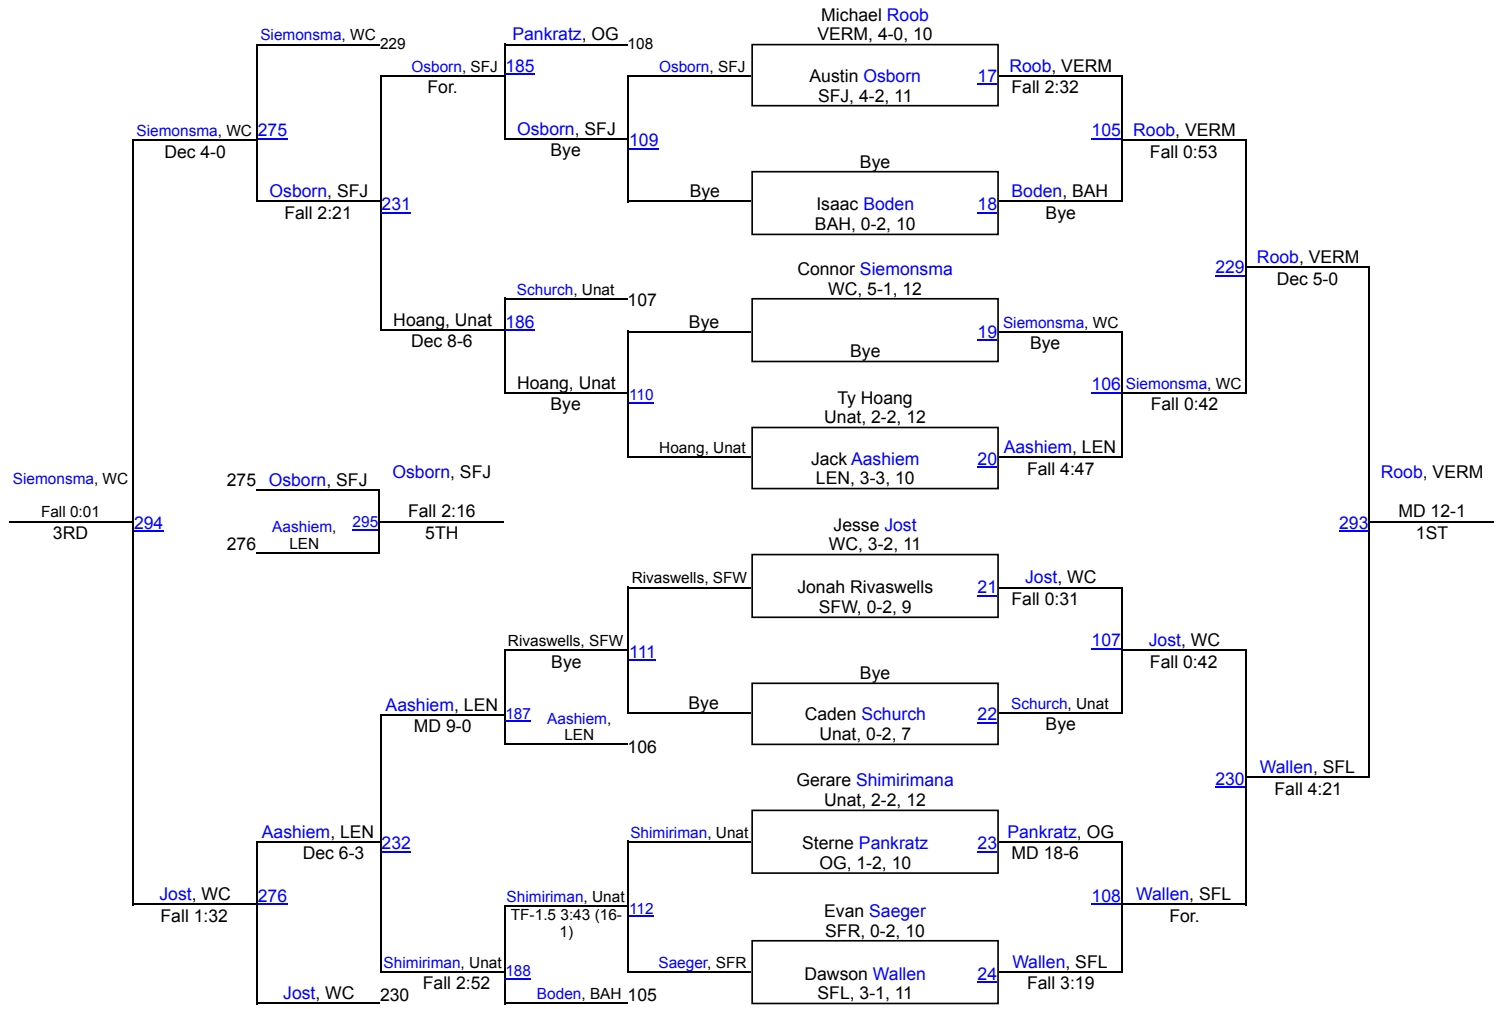 Michael Roob
VERM, 4-0, 10
Siemonsma, WC 229
Pankratz, OG 108
Osborn, SFJ 185
For.
Osborn, SFJ
Austin Osborn 17
SFJ, 4-2, 11
Roob, VERM
Fall 2:32
Siemonsma, WC 275
Dec 4-0
Osborn, SFJ
Bye
109
105 Roob, VERM
Fall 0:53
Bye
Osborn, SFJ
Fall 2:21
231
Bye
Isaac Boden 18
BAH, 0-2, 10
Boden, BAH
Bye
Connor Siemonsma
WC, 5-1, 12
229 Roob, VERM
Dec 5-0
Schurch, Unat 107
Hoang, Unat 186
Dec 8-6
Bye
19 Siemonsma, WC
Bye
Bye
Hoang, Unat
Bye
110
106 Siemonsma, WC
Fall 0:42
Ty Hoang
Unat, 2-2, 12
Hoang, Unat
Jack Aashiem 20
LEN, 3-3, 10
Aashiem, LEN
Fall 4:47
Siemonsma, WC
Fall 0:01
3RD
294
275 Osborn, SFJ
Aashiem,
LEN
276
295
Osborn, SFJ
Fall 2:16
5TH
Roob, VERM
293 MD 12-1
1ST
Jesse Jost
WC, 3-2, 11
Rivaswells, SFW
Jonah Rivaswells 21
SFW, 0-2, 9
Jost, WC
Fall 0:31
Rivaswells, SFW
Bye
111
107 Jost, WC
Fall 0:42
Bye
Aashiem, LEN
MD 9-0
187 Aashiem,
LEN
106
Bye
Caden Schurch 22
Unat, 0-2, 7
Schurch, Unat
Bye
Gerare Shimirimana
Unat, 2-2, 12
230 Wallen, SFL
Fall 4:21
Aashiem, LEN
Dec 6-3
232
Shimiriman, Unat
Sterne Pankratz 23
OG, 1-2, 10
Pankratz, OG
MD 18-6
Jost, WC
Fall 1:32
276
Shimiriman, Unat
TF-1.5 3:43 (16-
1)
112
108 Wallen, SFL
For.
Evan Saeger
SFR, 0-2, 10
Shimiriman, Unat
Fall 2:52
188
Saeger, SFR
Dawson Wallen 24
SFL, 3-1, 11
Wallen, SFL
Fall 3:19
Jost, WC 230
Boden, BAH 105